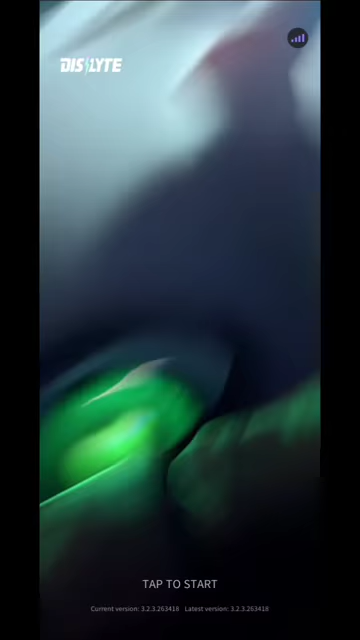 DISLYTE
TAP TO START
Current version: 3.2.3.263418 Latest version: 3.2.3.263418